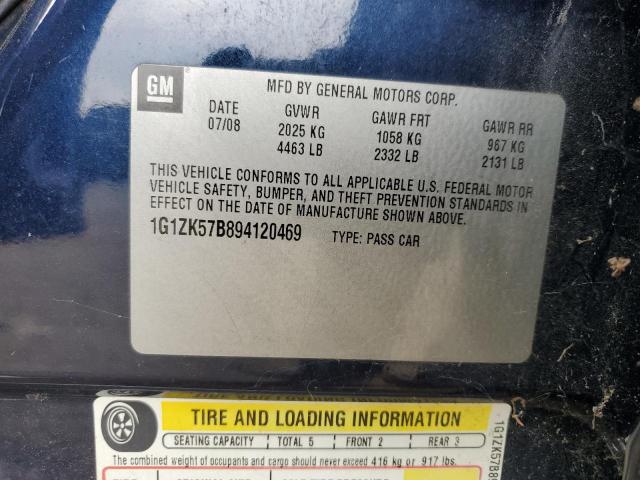 GM
MFD BY GENERAL MOTORS CORP.
DATE GVWR GAWR FRT GAWR RR
07/08 2025 KG 1058 KG 967 KG
4463 LB 2332 LB 2131 LB
THIS VEHICLE CONFORMS TO ALL APPLICABLE U.S. FEDERAL MOTOR
VEHICLE SAFETY, BUMPER, AND THEFT PREVENTION STANDARDS IN
EFFECT ON THE DATE OF MANUFACTURE SHOWN ABOVE.
1G1ZK57B894120469 TYPE: PASS CAR
TIRE AND LOADING INFORMATION
SEATING CAPACITY TOTAL 5 FRONT 2 REAR 3
The combined weight of occupants and cargo should never exceed 416 kg or 917 lbs.
1G1ZK57B89